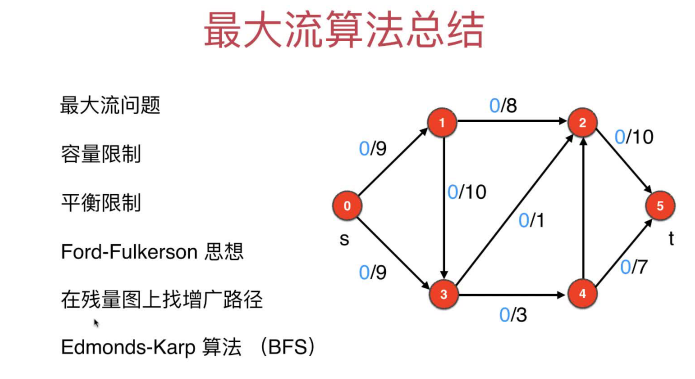 最大流算法总结
最大流问题
容量限制
平衡限制
Ford-Fulkerson 思想
在残量图上找增广路径
Edmonds-Karp 算法 （BFS）
0/8
1
2
0/9
0/10
0/10
0
5
s
t
0/1
0/9
0/7
3
4
0/3